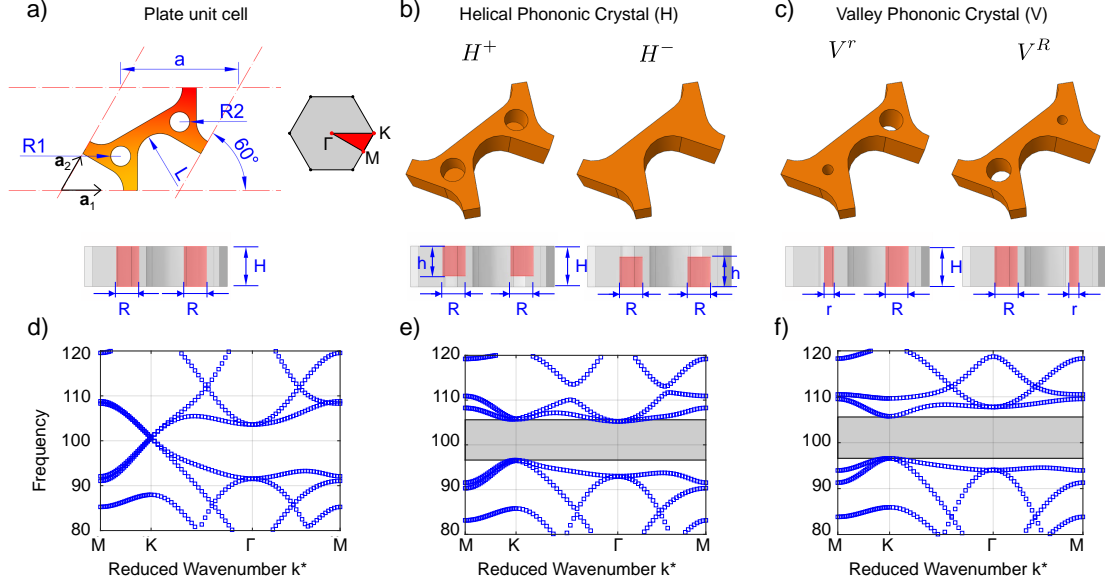 a) Plate unit cell
b) Helical Phononic Crystal (H)
c) Valley Phononic Crystal (V)
a
R2
R1
a₂
a₁
L
60°
Γ
K
M
H
R R
H⁺ H⁻
h H h
R R R R
Vʳ Vᴿ
H
r R R r
d)
120
110
100
90
80
Frequency
M K Γ M
Reduced Wavenumber k*
e)
120
110
100
90
80
M K Γ M
Reduced Wavenumber k*
f)
120
110
100
90
80
M K Γ M
Reduced Wavenumber k*